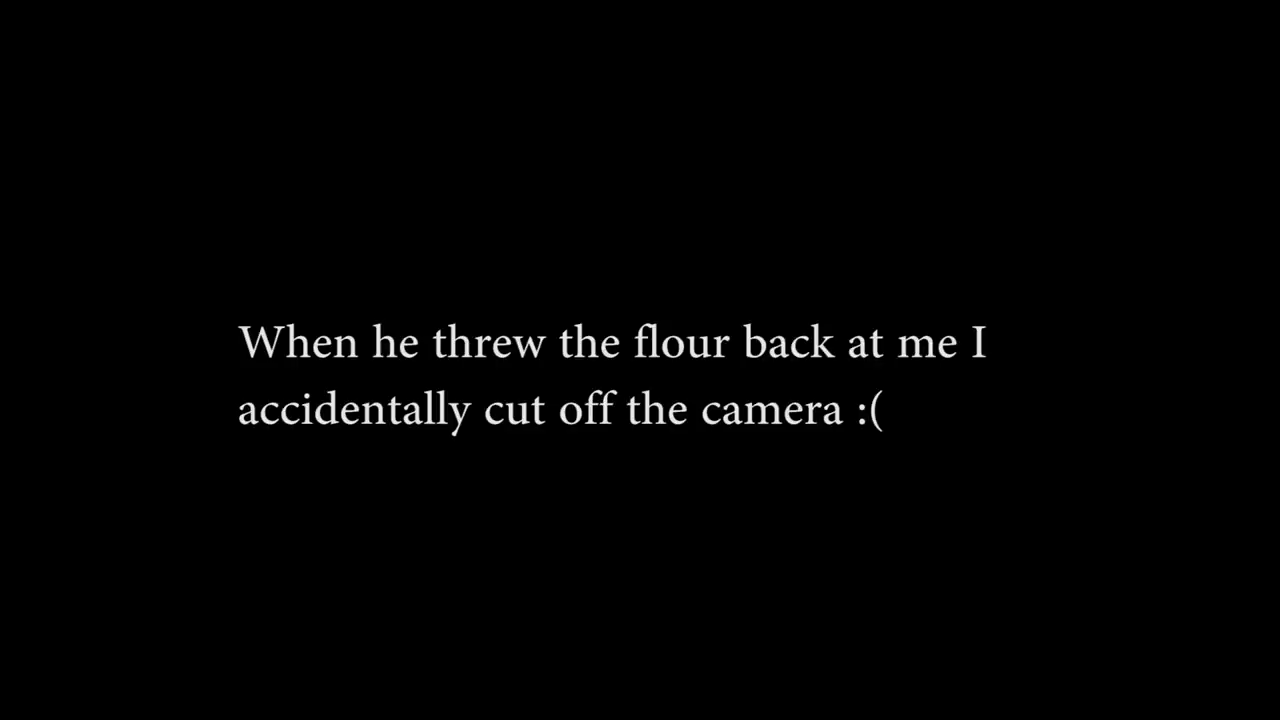 When he threw the flour back at me I
accidentally cut off the camera :(